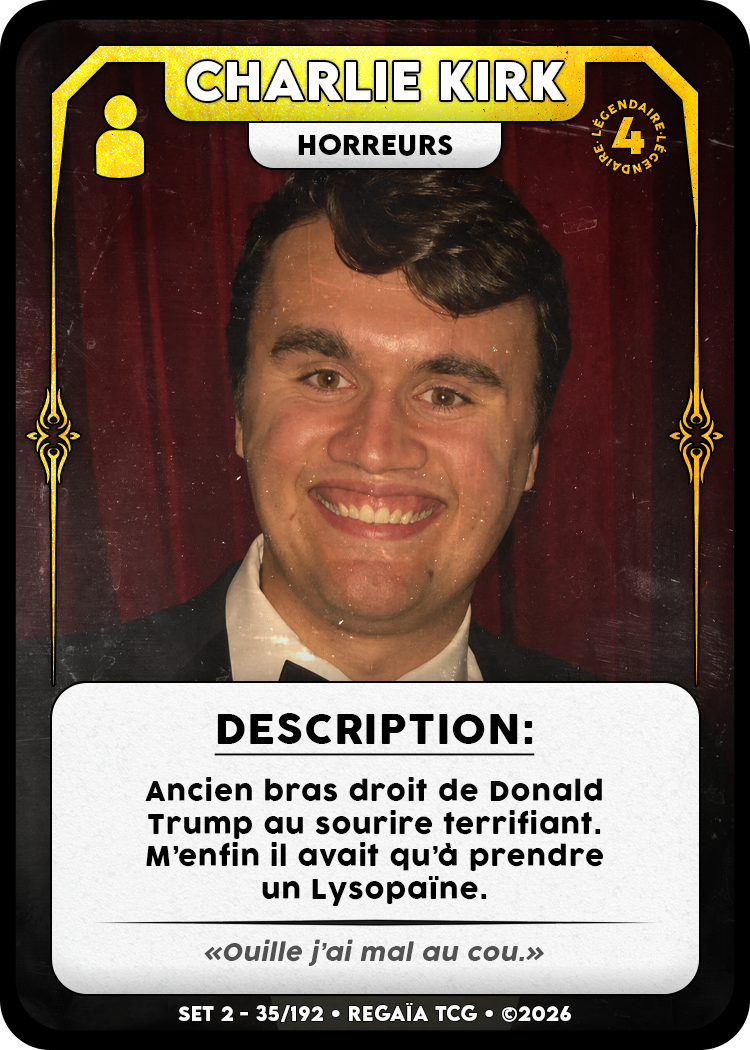 CHARLIE KIRK
HORREURS
LÉGENDAIRE·LÉGENDAIRE·
4
DESCRIPTION:
Ancien bras droit de Donald
Trump au sourire terrifiant.
M’enfin il avait qu’à prendre
un Lysopaïne.
«Ouille j’ai mal au cou.»
SET 2 - 35/192 • REGAÏA TCG • ©2026